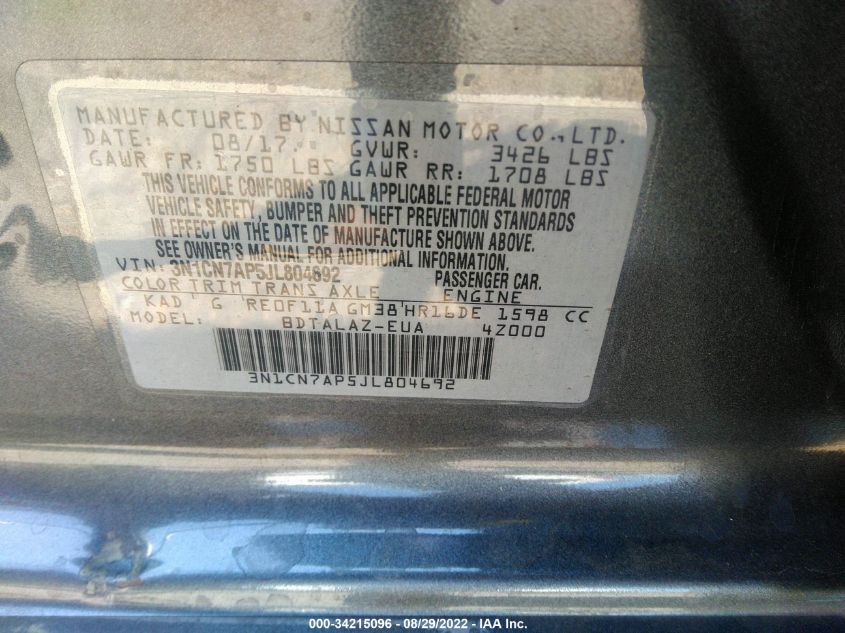 MANUFACTURED BY NISSAN MOTOR CO.,LTD.
DATE: 08/17 GVWR: 3426 LBS
GAWR FR: 1750 LBS GAWR RR: 1708 LBS
THIS VEHICLE CONFORMS TO ALL APPLICABLE FEDERAL MOTOR
VEHICLE SAFETY, BUMPER AND THEFT PREVENTION STANDARDS
IN EFFECT ON THE DATE OF MANUFACTURE SHOWN ABOVE.
SEE OWNER'S MANUAL FOR ADDITIONAL INFORMATION.
VIN: 3N1CN7AP5JL804692 PASSENGER CAR.
COLOR TRIM TRANS AXLE ENGINE
KAD G RE0F11A GM38 HR16DE 1598 CC
MODEL: BDTALAZ-EUA 4Z000
3N1CN7AP5JL804692
000-34215096 - 08/29/2022 - IAA Inc.